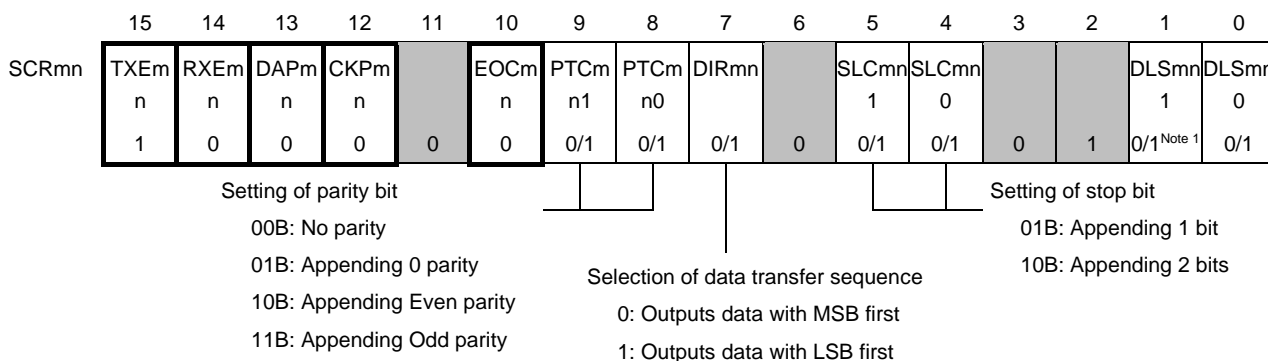 15 14 13 12 11 10 9 8 7 6 5 4 3 2 1 0
SCRmn TXEm RXEm DAPm CKPm EOCm PTCm PTCm DIRmn SLCmn SLCmn DLSmn DLSmn
n n n n n n1 n0 1 0 1 0
1 0 0 0 0 0 0/1 0/1 0/1 0 0/1 0/1 0 1 0/1 Note 1 0/1
Setting of parity bit
00B: No parity
01B: Appending 0 parity
10B: Appending Even parity
11B: Appending Odd parity
Selection of data transfer sequence
0: Outputs data with MSB first
1: Outputs data with LSB first
Setting of stop bit
01B: Appending 1 bit
10B: Appending 2 bits